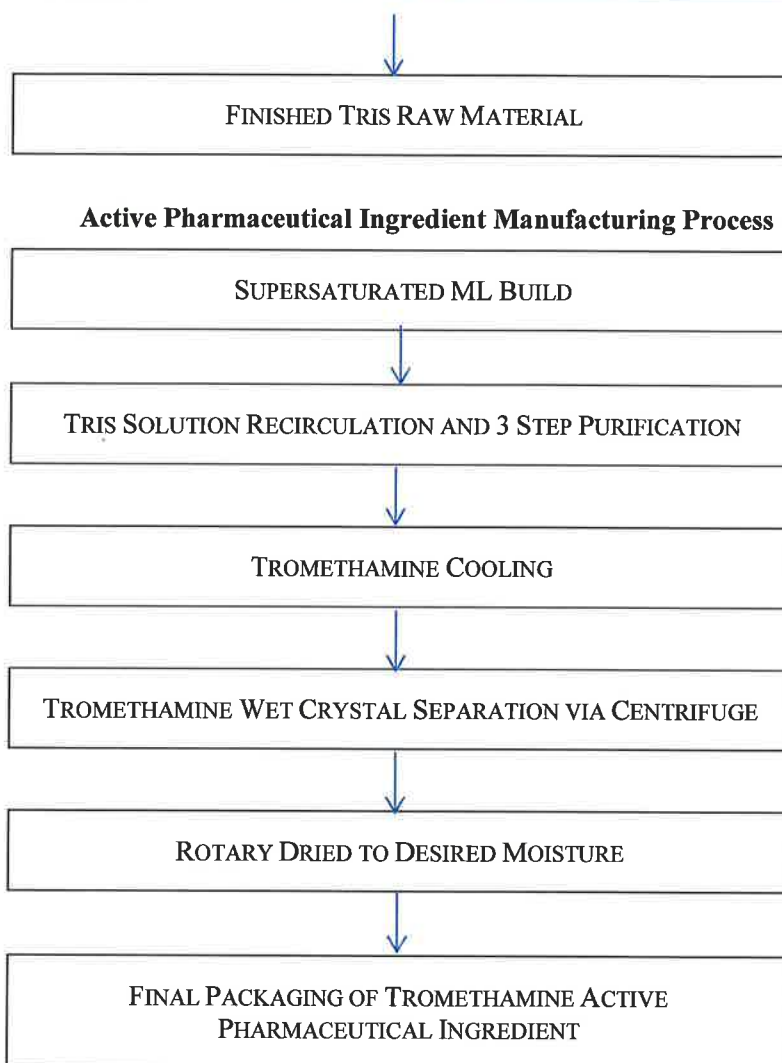 FINISHED TRIS RAW MATERIAL
Active Pharmaceutical Ingredient Manufacturing Process
SUPERSATURATED ML BUILD
TRIS SOLUTION RECIRCULATION AND 3 STEP PURIFICATION
TROMETHAMINE COOLING
TROMETHAMINE WET CRYSTAL SEPARATION VIA CENTRIFUGE
ROTARY DRIED TO DESIRED MOISTURE
FINAL PACKAGING OF TROMETHAMINE ACTIVE
PHARMACEUTICAL INGREDIENT